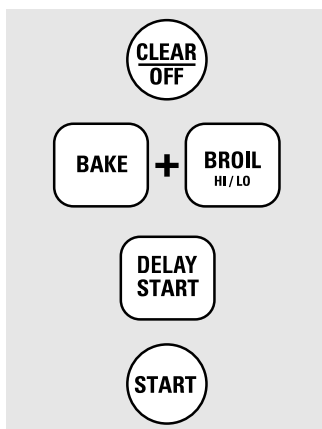 CLEAR
OFF
BAKE + BROIL
HI / LO
DELAY
START
START